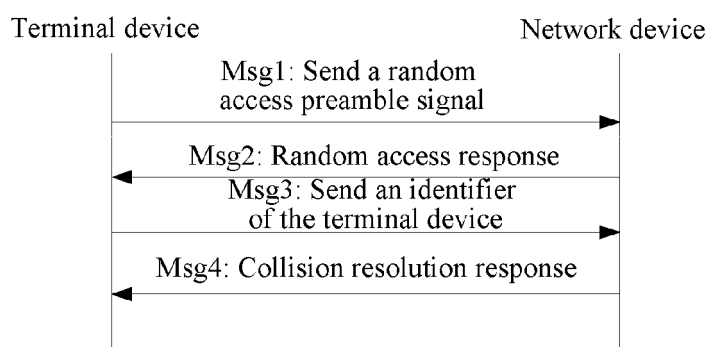 Terminal device
Network device
Msg1: Send a random
access preamble signal
Msg2: Random access response
Msg3: Send an identifier
of the terminal device
Msg4: Collision resolution response